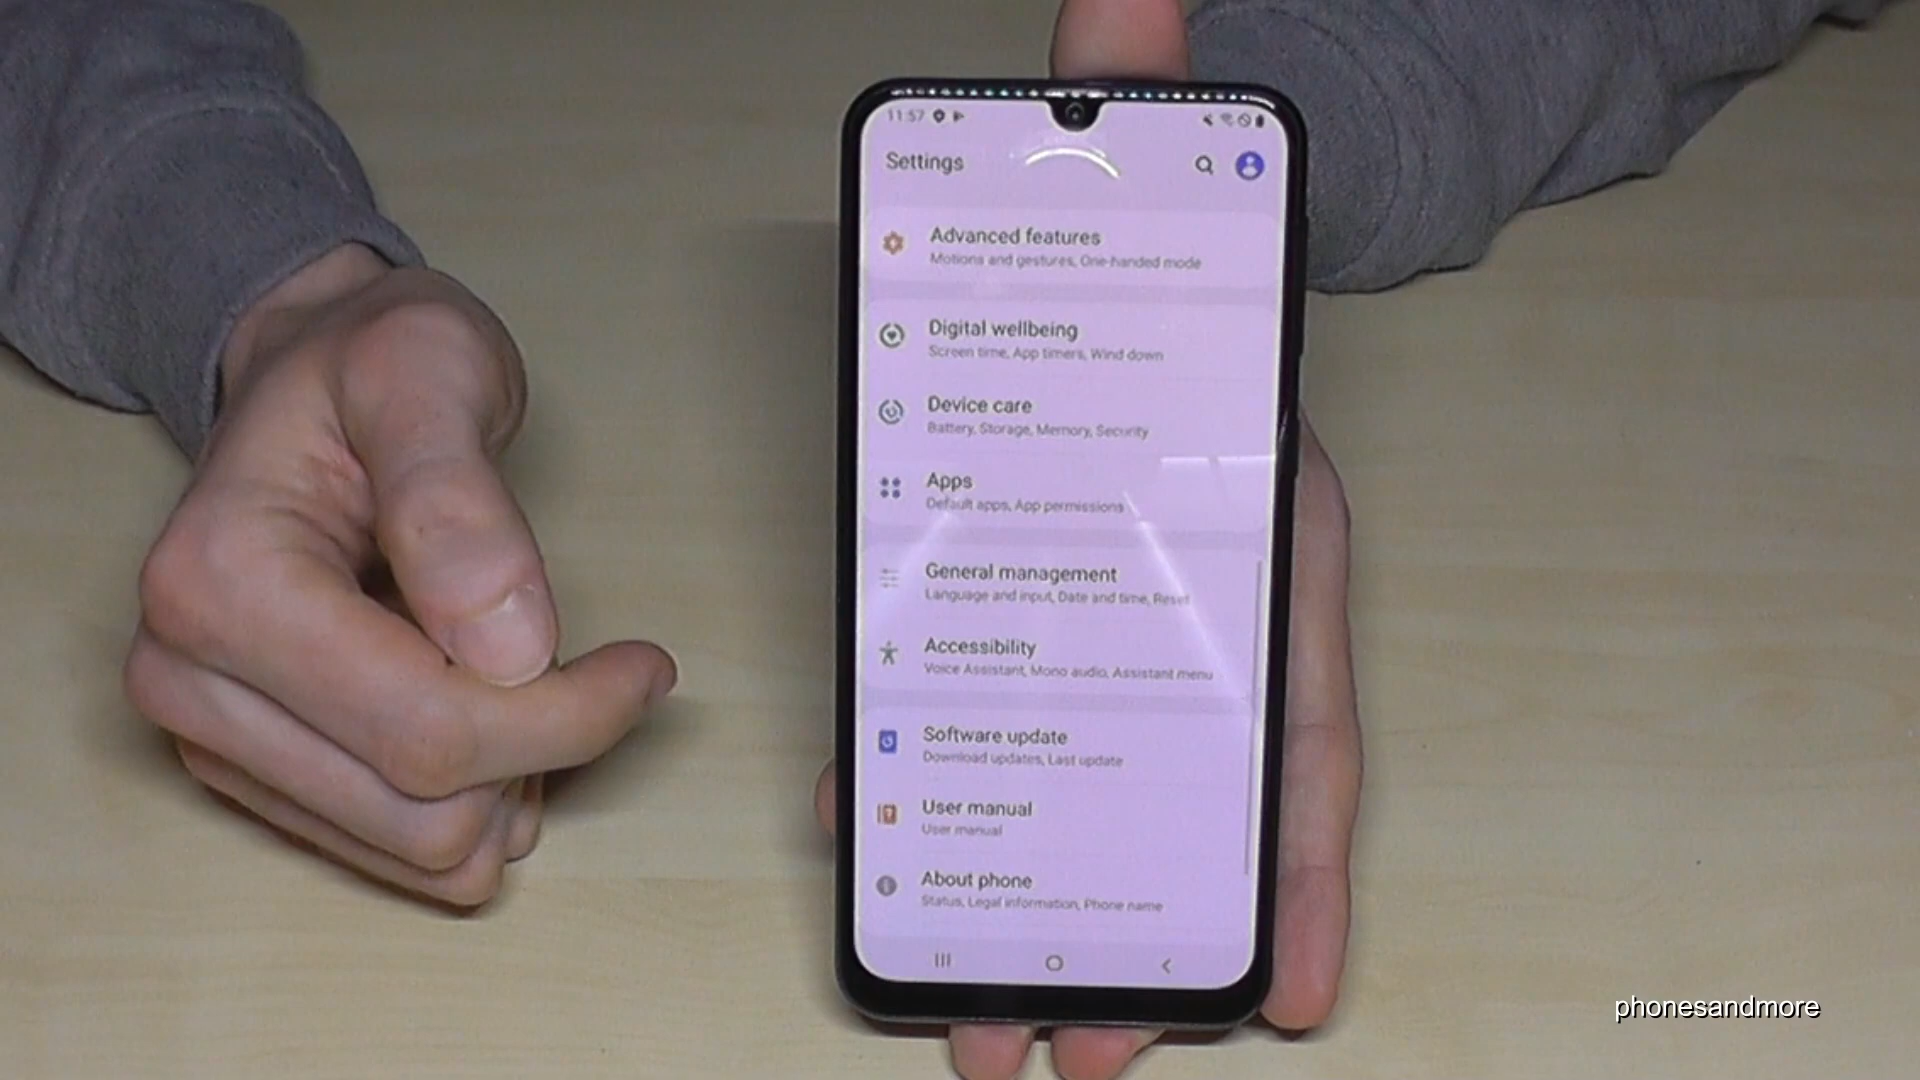 11:57
Settings
Advanced features
Motions and gestures, One-handed mode
Digital wellbeing
Screen time, App timers, Wind down
Device care
Battery, Storage, Memory, Security
Apps
Default apps, App permissions
General management
Language and input, Date and time, Reset
Accessibility
Voice Assistant, Mono audio, Assistant menu
Software update
Download updates, Last update
User manual
User manual
About phone
Status, Legal information, Phone name
phonesandmore